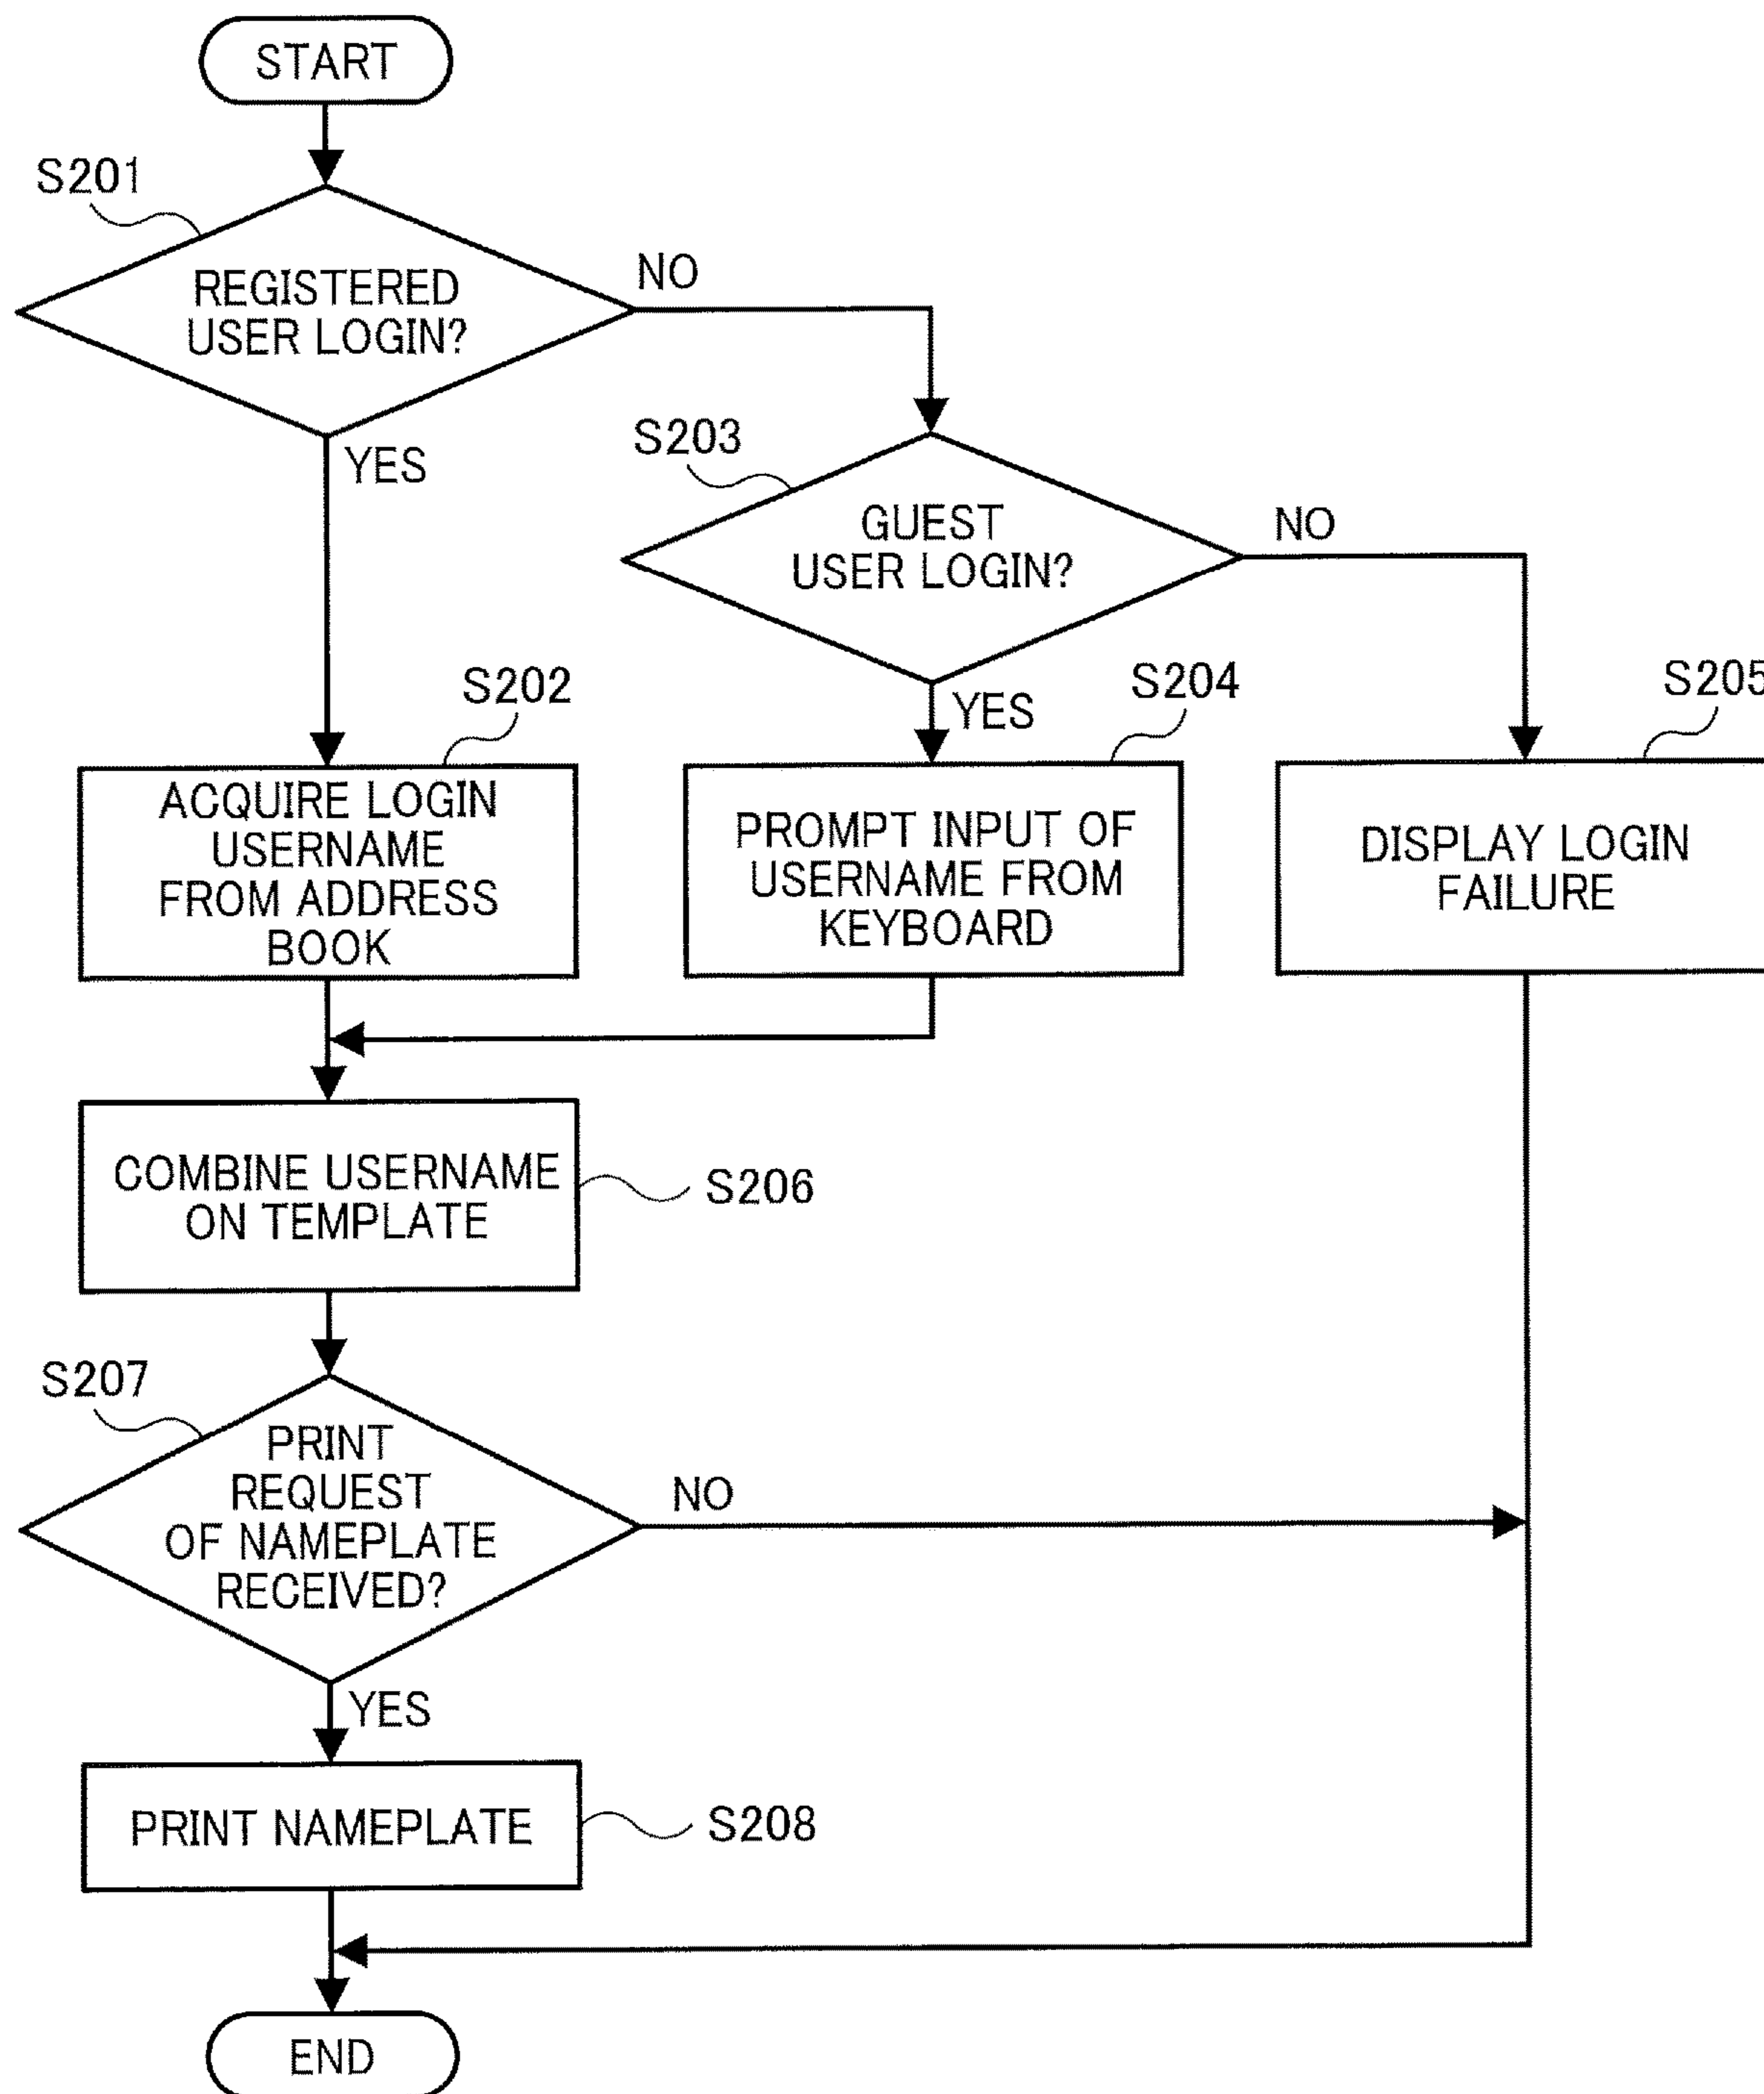 START
S201
REGISTERED
USER LOGIN?
NO
YES
S203
GUEST
USER LOGIN?
NO
YES
S202
ACQUIRE LOGIN
USERNAME
FROM ADDRESS
BOOK
S204
PROMPT INPUT OF
USERNAME FROM
KEYBOARD
S205
DISPLAY LOGIN
FAILURE
COMBINE USERNAME
ON TEMPLATE
S206
S207
PRINT
REQUEST
OF NAMEPLATE
RECEIVED?
NO
YES
PRINT NAMEPLATE
S208
END